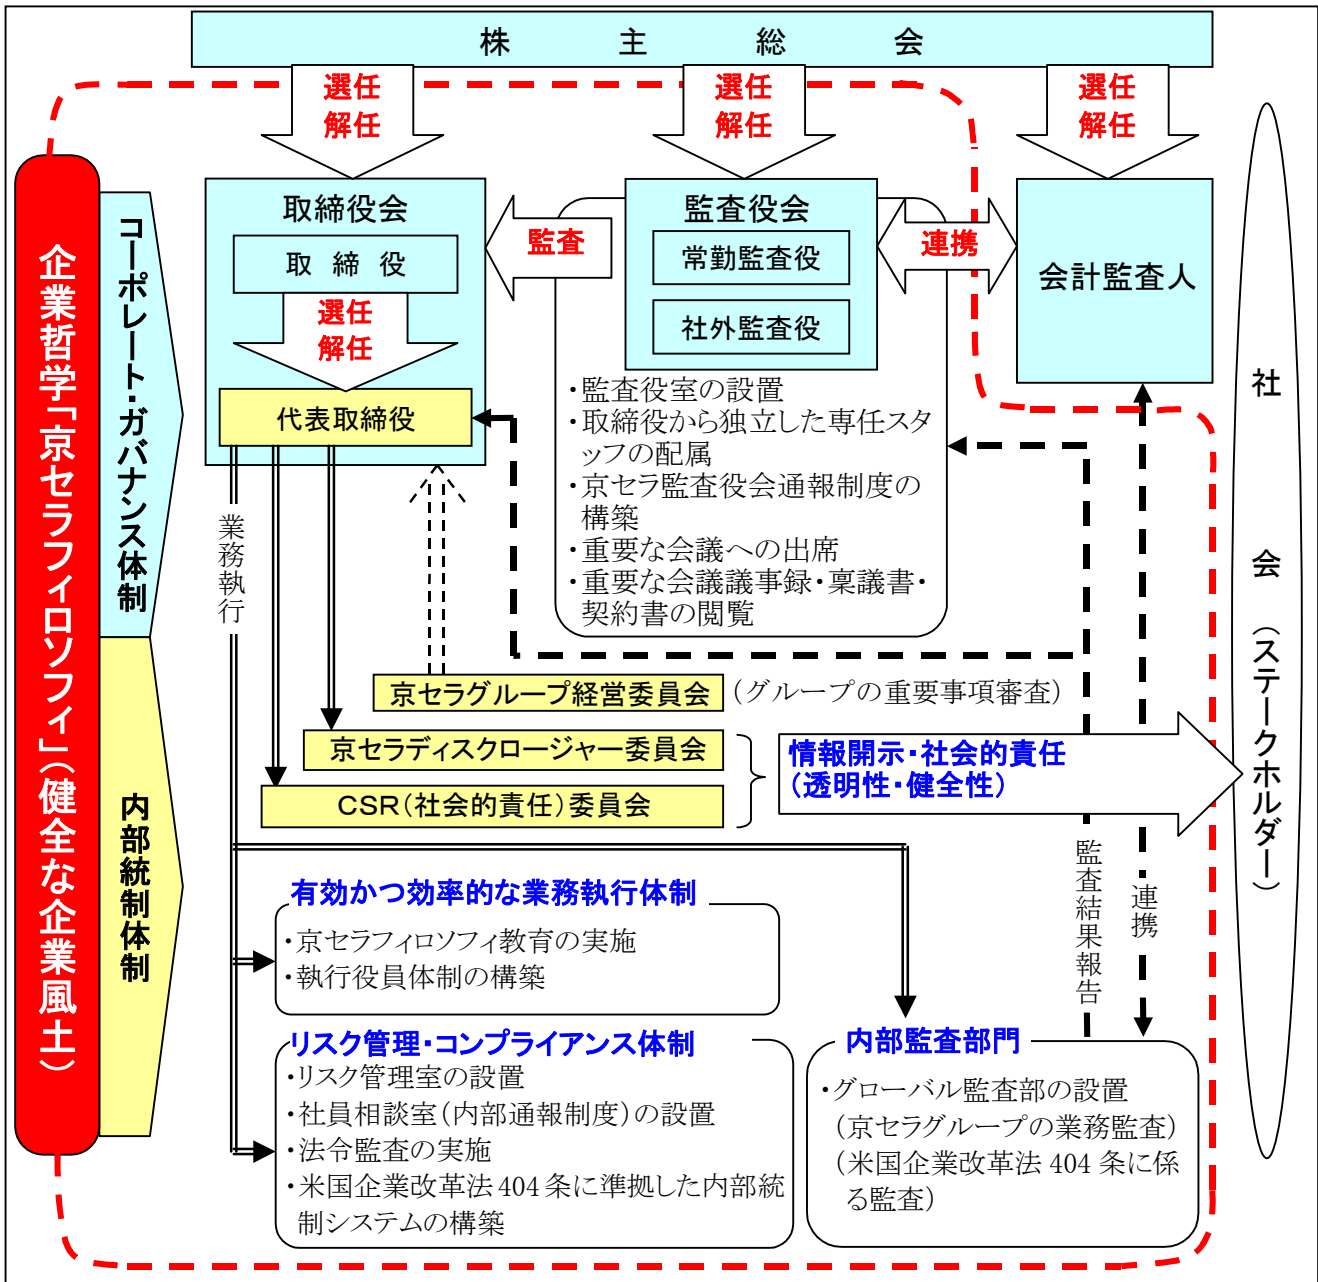 株主総会
選任
解任
選任
解任
選任
解任
取締役会
取締役
選任
解任
代表取締役
監査
監査役会
常勤監査役
社外監査役
連携
会計監査人
・監査役室の設置
・取締役から独立した専任スタ
ッフの配属
・京セラ監査役会通報制度の
構築
・重要な会議への出席
・重要な会議議事録・稟議書・
契約書の閲覧
企業哲学「京セラフィロソフィ」(健全な企業風土)
コーポレート・ガバナンス体制
内部統制体制
業務執行
京セラグループ経営委員会
(グループの重要事項審査)
京セラディスクロージャー委員会
CSR(社会的責任)委員会
情報開示・社会的責任
(透明性・健全性)
社会(ステークホルダー)
監査結果報告
連携
有効かつ効率的な業務執行体制
・京セラフィロソフィ教育の実施
・執行役員体制の構築
リスク管理・コンプライアンス体制
・リスク管理室の設置
・社員相談室(内部通報制度)の設置
・法令監査の実施
・米国企業改革法404条に準拠した内部統
制システムの構築
内部監査部門
・グローバル監査部の設置
(京セラグループの業務監査)
(米国企業改革法404条に係
る監査)